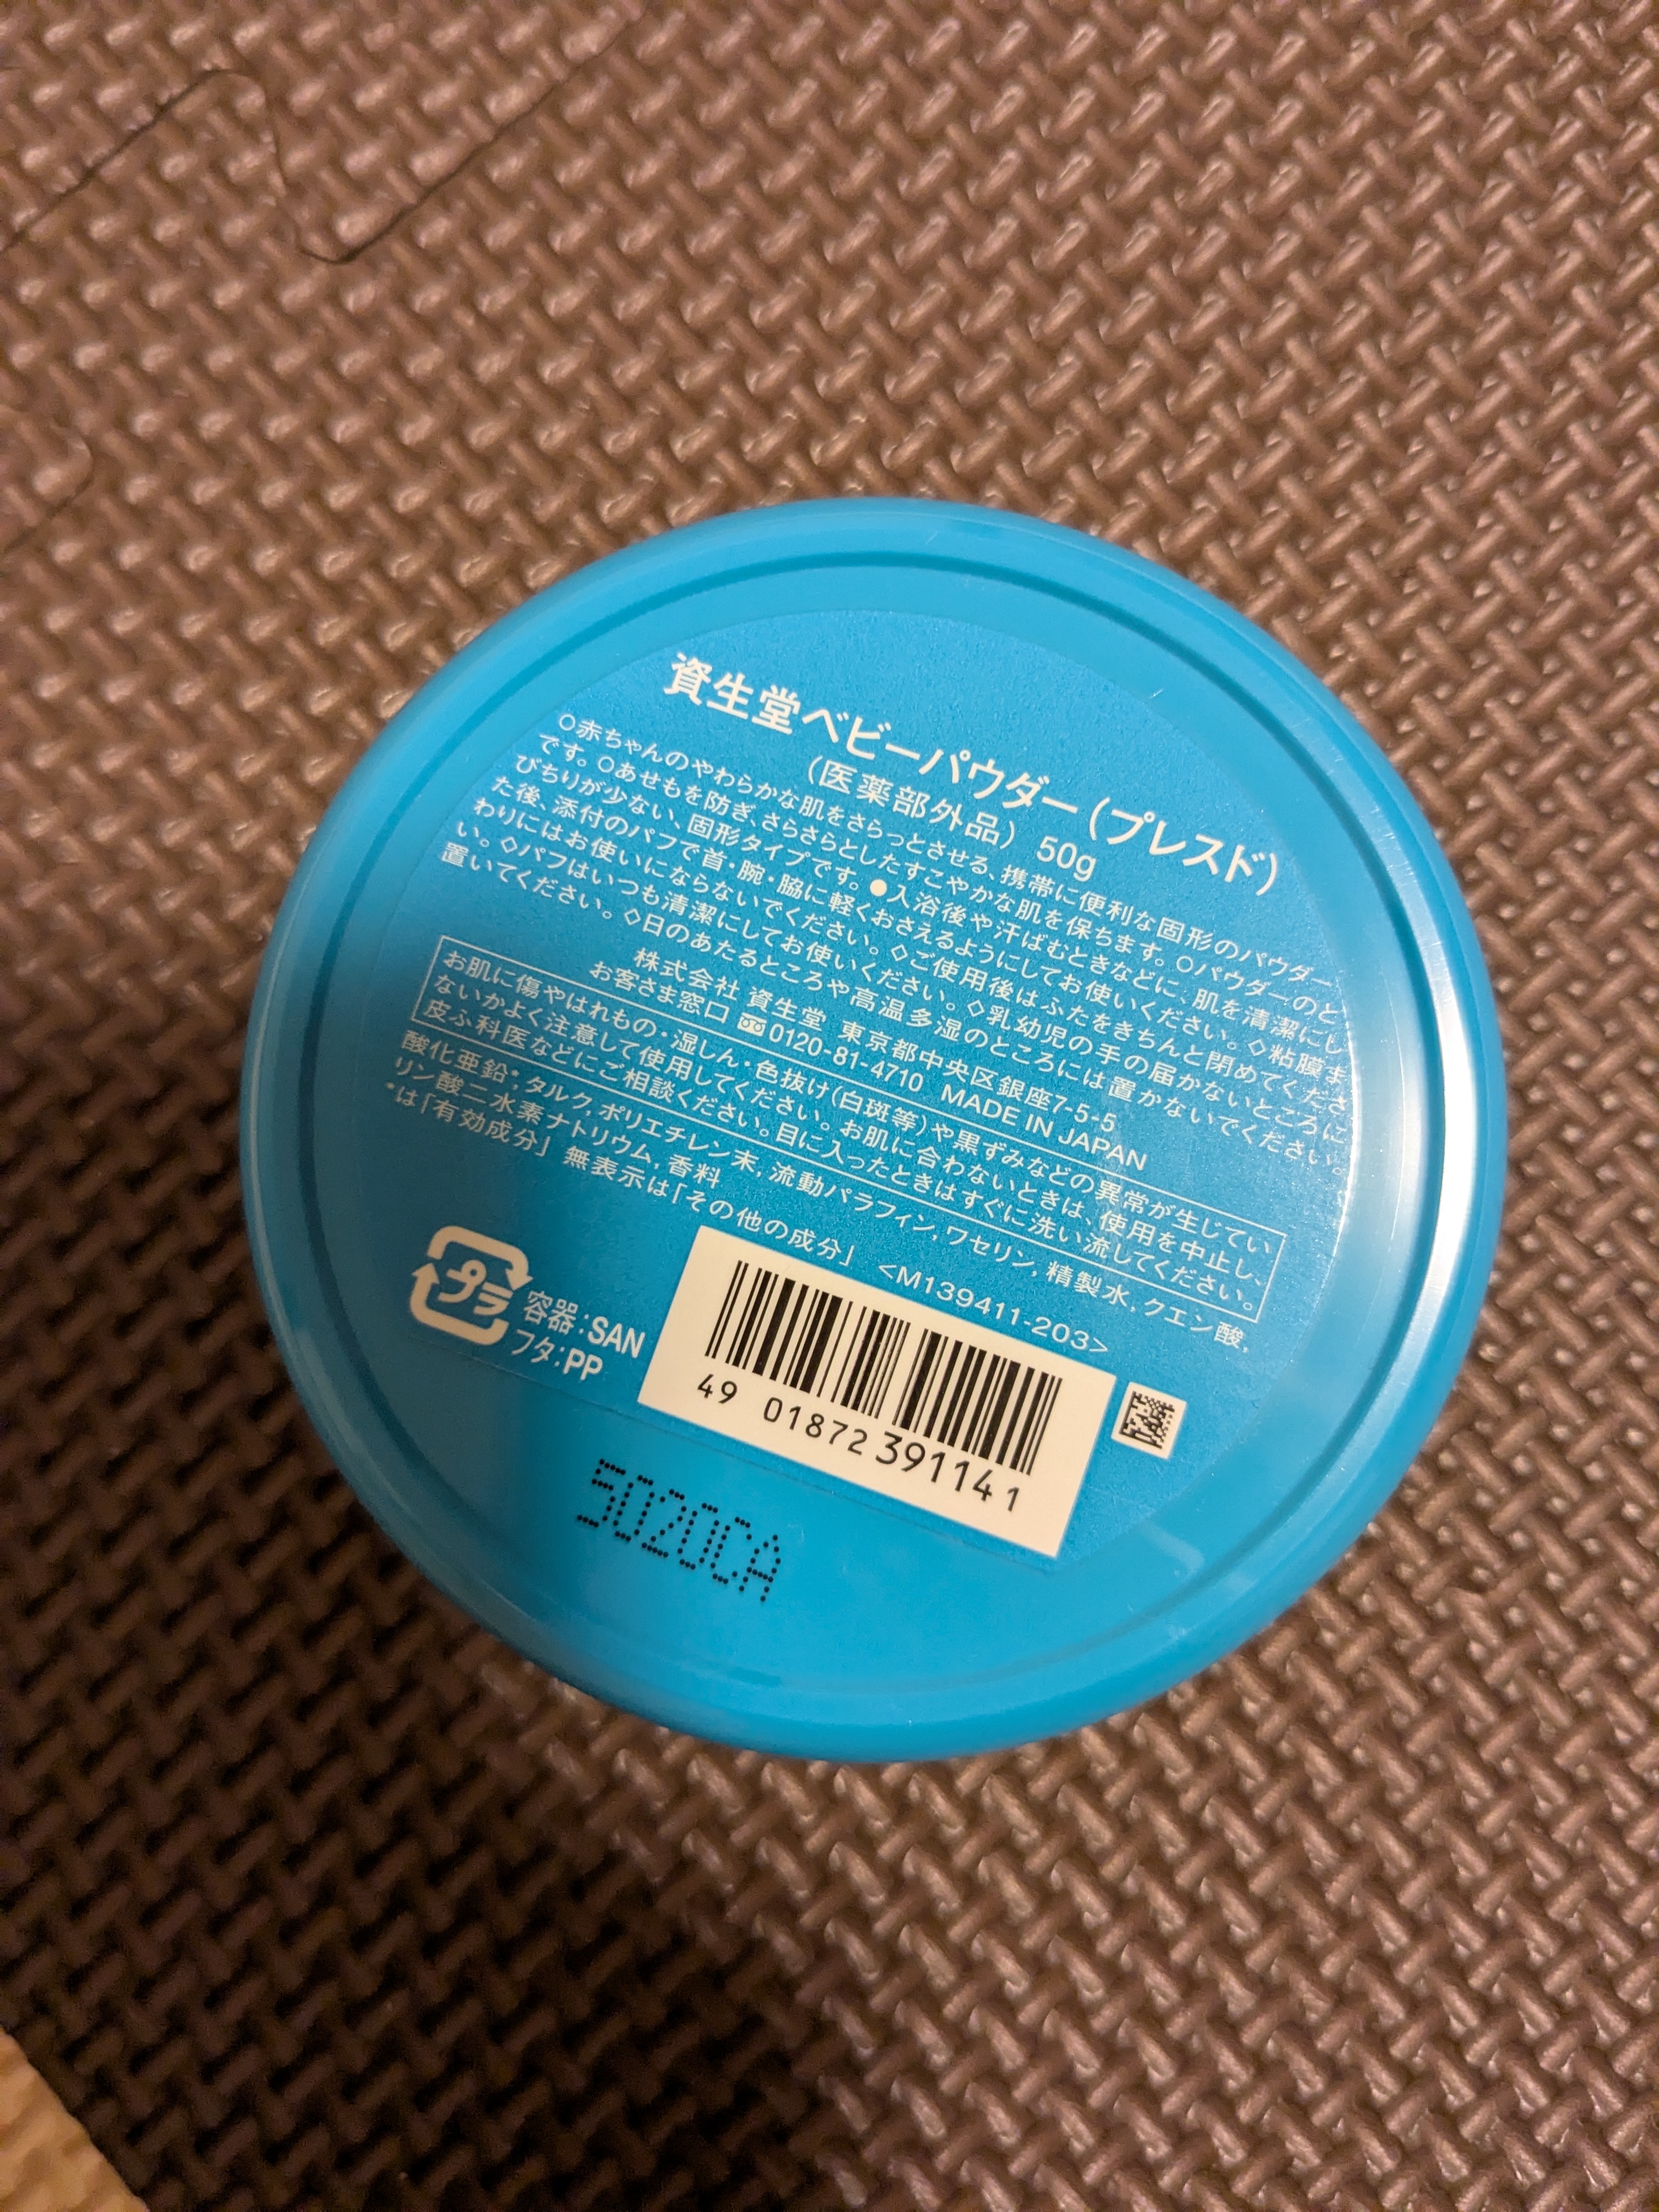 資生堂ベビーパウダー(プレスド)
(医薬部外品) 50g
○赤ちゃんのやわらかな肌をさらっとさせる、携帯に便利な固形のパウダー
です。○あせもを防ぎ、さらさらとしたすこやかな肌を保ちます。○パウダーのと
びちりが少ない、固形タイプです。●入浴後や汗ばむときなどに、肌を清潔にし
た後、添付のパフで首・腕・脇に軽くおさえるようにしてお使いください。◇粘膜ま
わりにはお使いにならないでください。◇ご使用後はふたをきちんと閉めてくださ
い。◇パフはいつも清潔にしてお使いください。◇乳幼児の手の届かないところに
置いてください。◇日のあたるところや高温多湿のところには置かないでください。
株式会社 資生堂 東京都中央区銀座7-5-5
お客さま窓口 0120-81-4710 MADE IN JAPAN
お肌に傷やはれもの・湿しん・色抜け(白斑等)や黒ずみなどの異常が生じてい
ないかよく注意して使用してください。お肌に合わないときは、使用を中止し、
皮ふ科医などにご相談ください。目に入ったときはすぐに洗い流してください。
酸化亜鉛*, タルク, ポリエチレン末, 流動パラフィン, ワセリン, 精製水, クエン酸,
リン酸二水素ナトリウム, 香料
*は「有効成分」 無表示は「その他の成分」 <M139411-203>
プラ
容器:SAN
フタ:PP
49 01872 39114 1
5020CA